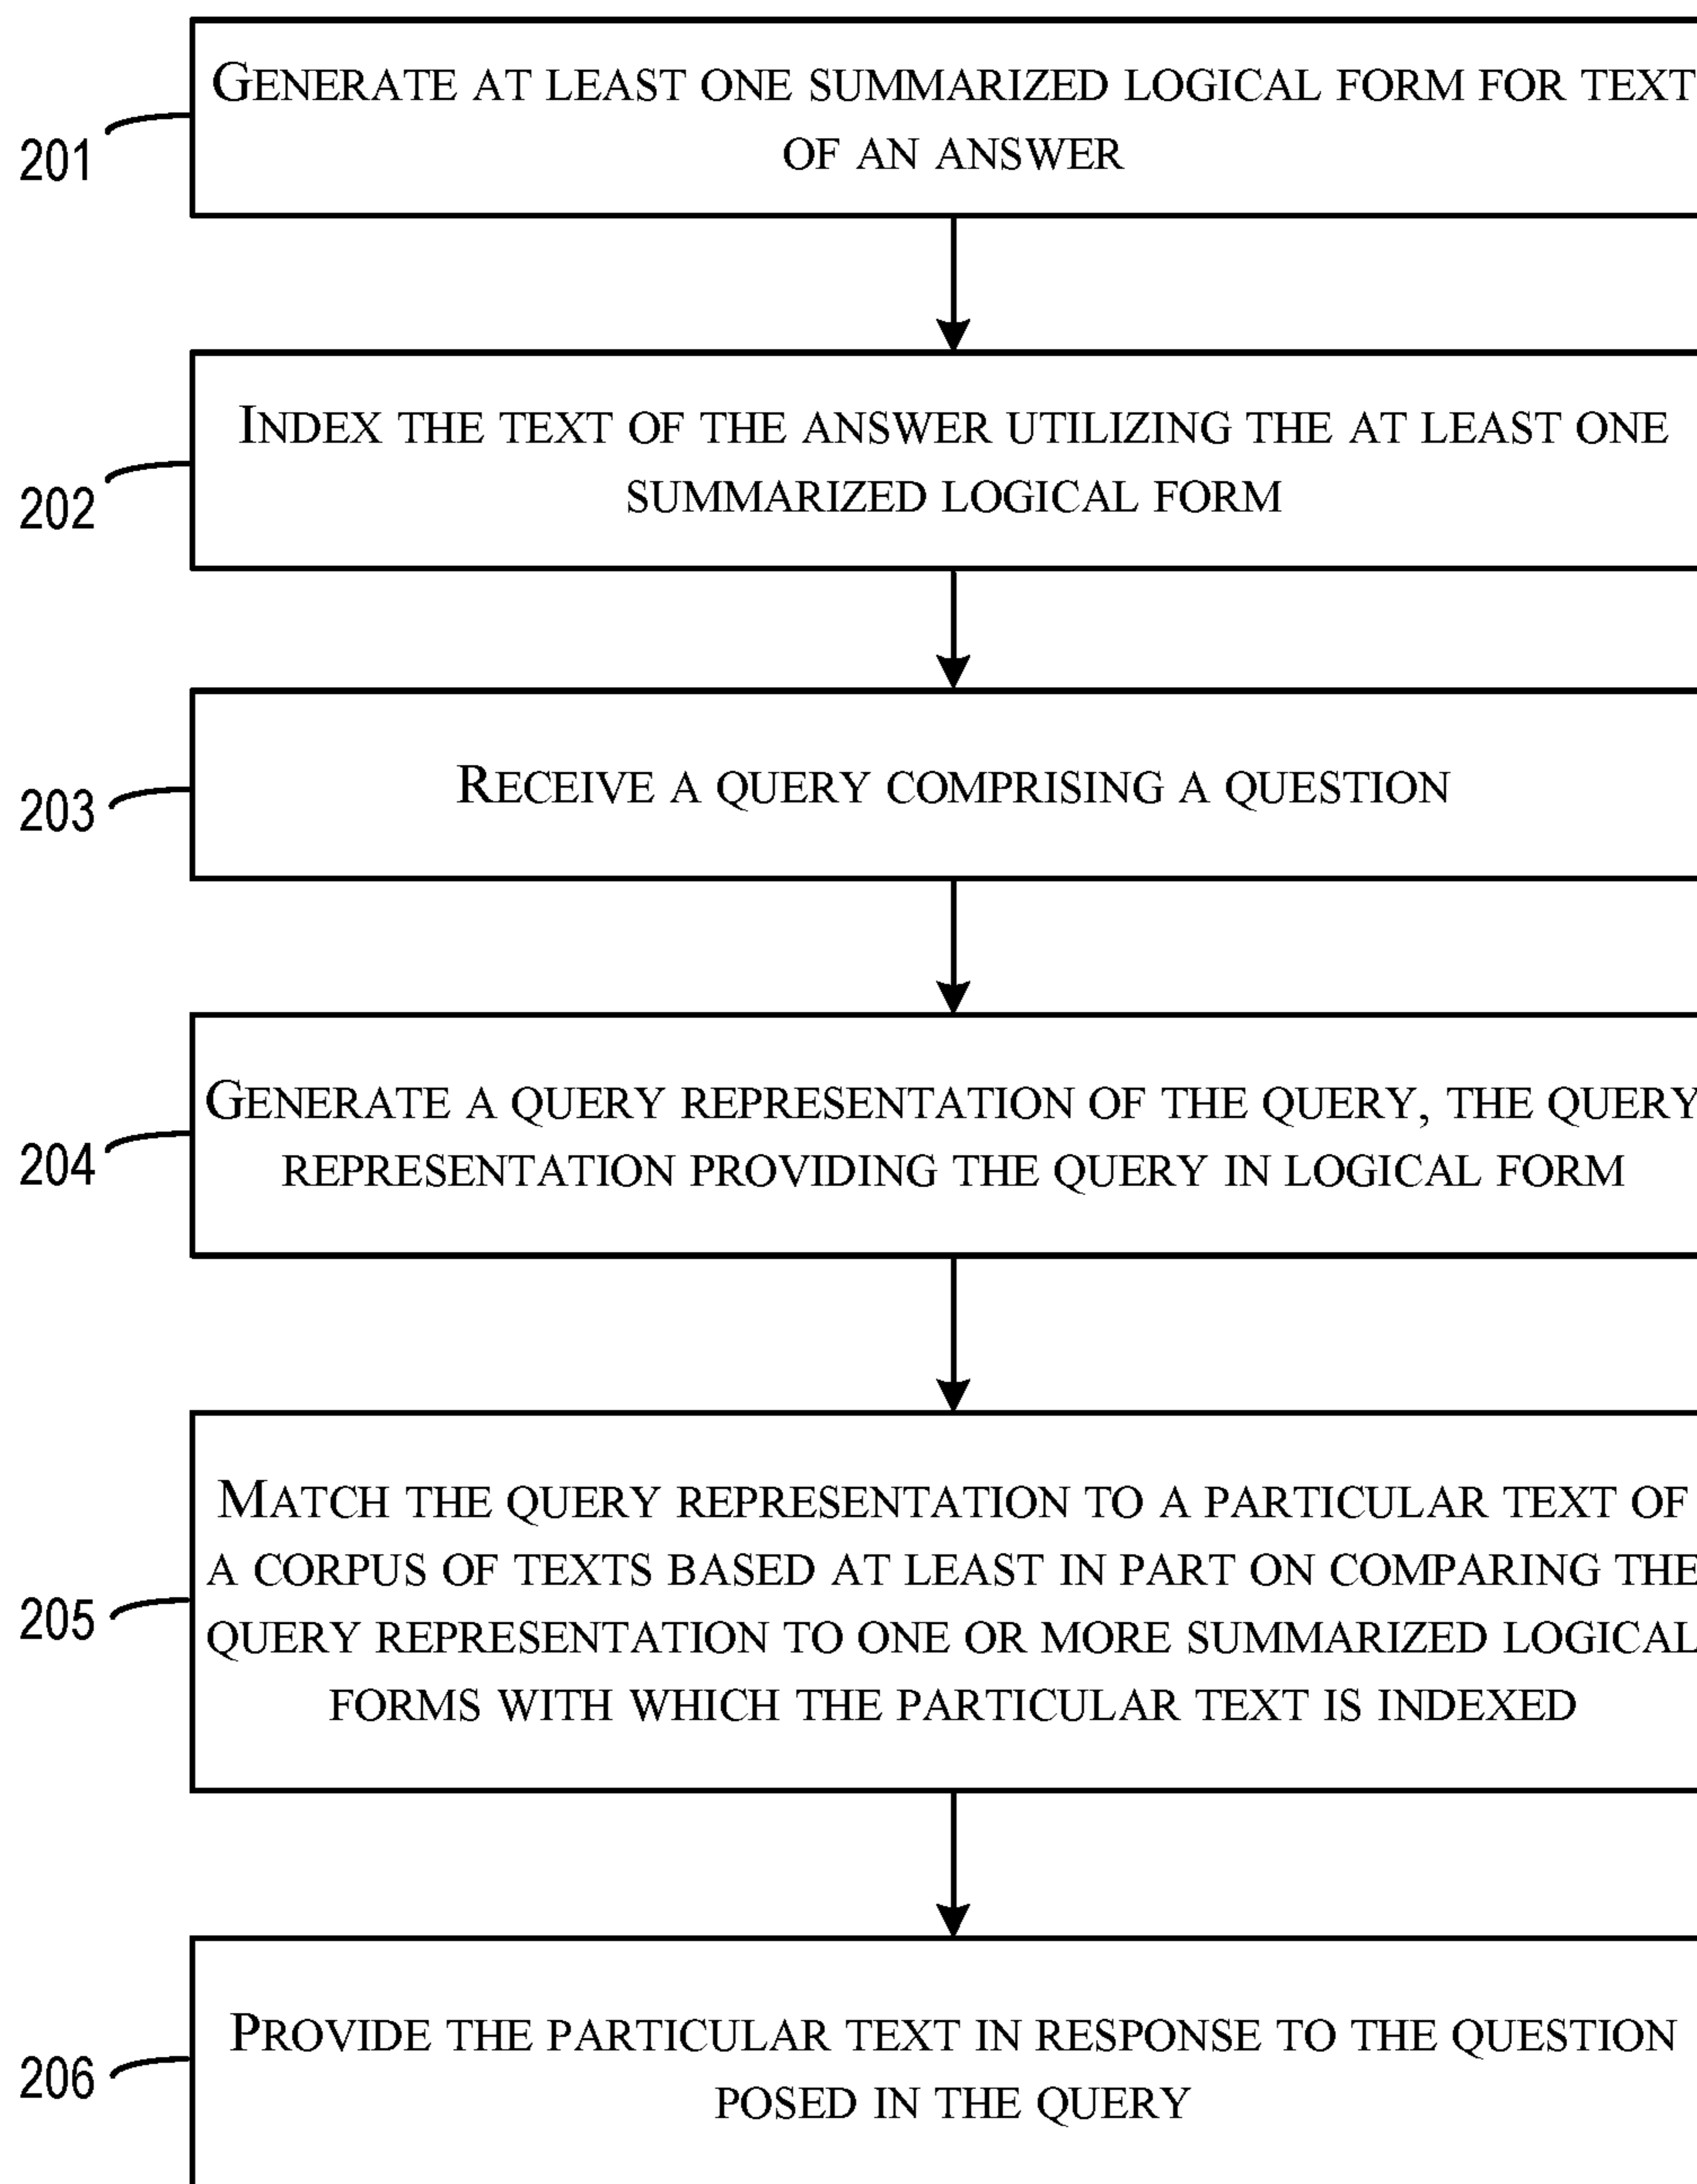 GENERATE AT LEAST ONE SUMMARIZED LOGICAL FORM FOR TEXT
OF AN ANSWER
201
INDEX THE TEXT OF THE ANSWER UTILIZING THE AT LEAST ONE
SUMMARIZED LOGICAL FORM
202
RECEIVE A QUERY COMPRISING A QUESTION
203
GENERATE A QUERY REPRESENTATION OF THE QUERY, THE QUERY
REPRESENTATION PROVIDING THE QUERY IN LOGICAL FORM
204
MATCH THE QUERY REPRESENTATION TO A PARTICULAR TEXT OF
A CORPUS OF TEXTS BASED AT LEAST IN PART ON COMPARING THE
QUERY REPRESENTATION TO ONE OR MORE SUMMARIZED LOGICAL
FORMS WITH WHICH THE PARTICULAR TEXT IS INDEXED
205
PROVIDE THE PARTICULAR TEXT IN RESPONSE TO THE QUESTION
POSED IN THE QUERY
206